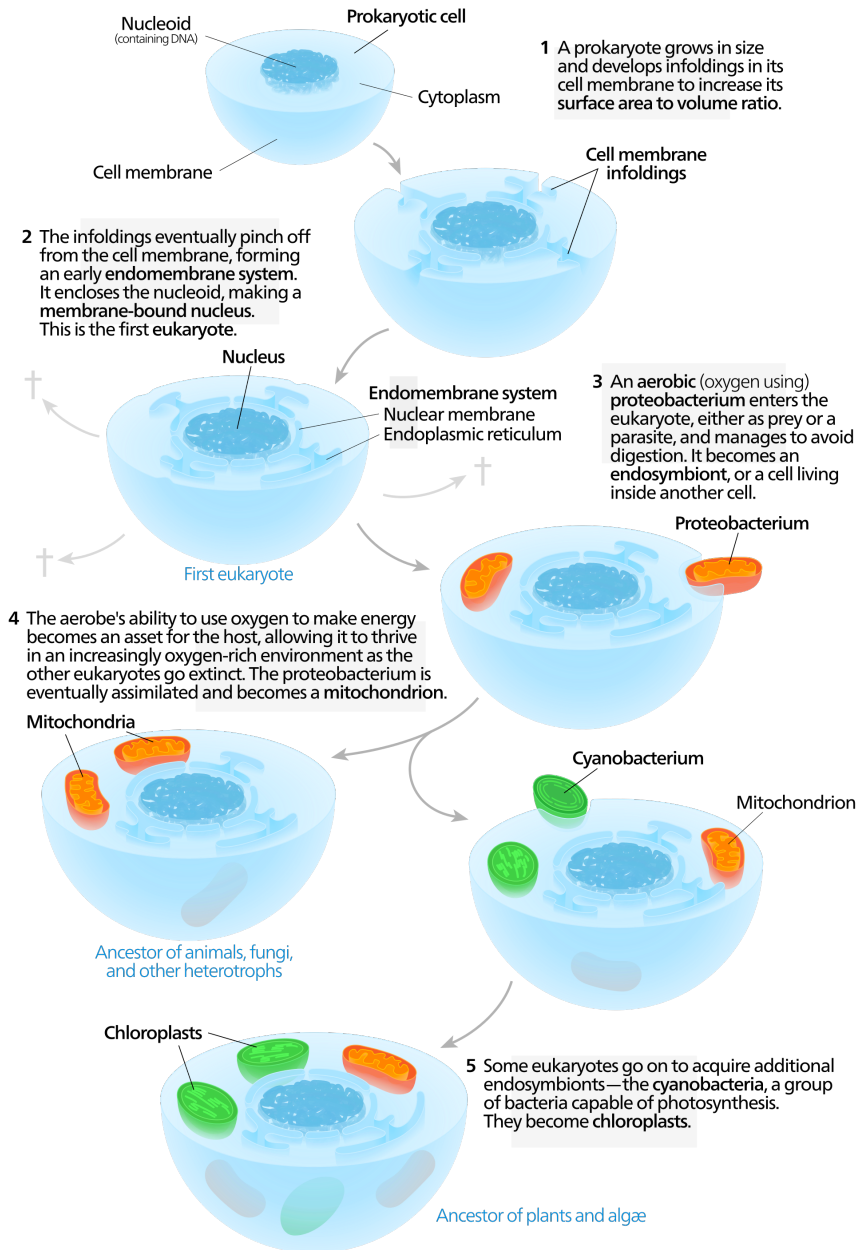 Nucleoid
(containing DNA)
Prokaryotic cell
Cytoplasm
Cell membrane
1 A prokaryote grows in size
and develops infoldings in its
cell membrane to increase its
surface area to volume ratio.
Cell membrane
infoldings
2 The infoldings eventually pinch off
from the cell membrane, forming
an early endomembrane system.
It encloses the nucleoid, making a
membrane-bound nucleus.
This is the first eukaryote.
Nucleus
Endomembrane system
Nuclear membrane
Endoplasmic reticulum
First eukaryote
3 An aerobic (oxygen using)
proteobacterium enters the
eukaryote, either as prey or a
parasite, and manages to avoid
digestion. It becomes an
endosymbiont, or a cell living
inside another cell.
Proteobacterium
4 The aerobe's ability to use oxygen to make energy
becomes an asset for the host, allowing it to thrive
in an increasingly oxygen-rich environment as the
other eukaryotes go extinct. The proteobacterium is
eventually assimilated and becomes a mitochondrion.
Mitochondria
Ancestor of animals, fungi,
and other heterotrophs
Cyanobacterium
Mitochondrion
Chloroplasts
5 Some eukaryotes go on to acquire additional
endosymbionts—the cyanobacteria, a group
of bacteria capable of photosynthesis.
They become chloroplasts.
Ancestor of plants and algæ